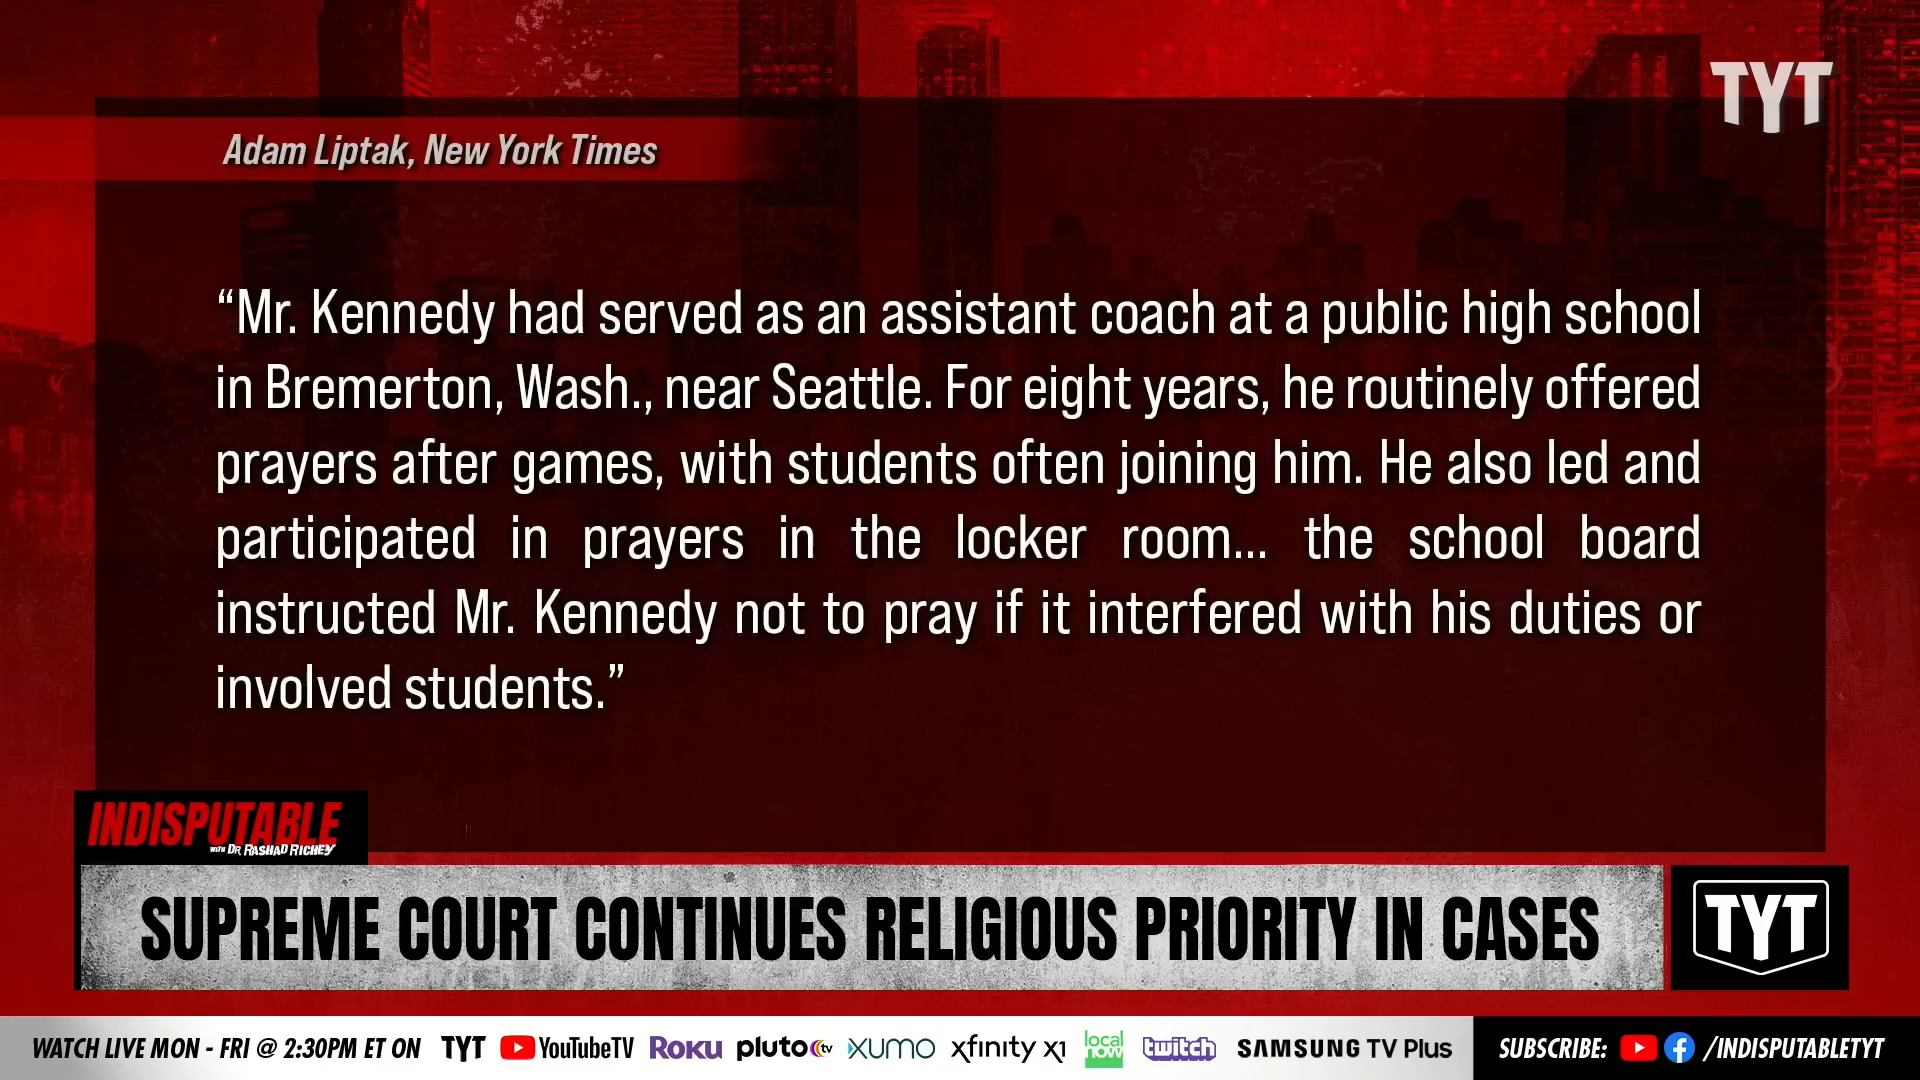 TYT
Adam Liptak, New York Times
“Mr. Kennedy had served as an assistant coach at a public high school
in Bremerton, Wash., near Seattle. For eight years, he routinely offered
prayers after games, with students often joining him. He also led and
participated in prayers in the locker room... the school board
instructed Mr. Kennedy not to pray if it interfered with his duties or
involved students.”
INDISPUTABLE
WITH DR RASHAD RICHEY
SUPREME COURT CONTINUES RELIGIOUS PRIORITY IN CASES
TYT
WATCH LIVE MON - FRI @ 2:30PM ET ON TYT YouTubeTV ROKU pluto tv xumo xfinity x1 local now twitch SAMSUNG TV Plus SUBSCRIBE: /INDISPUTABLETYT